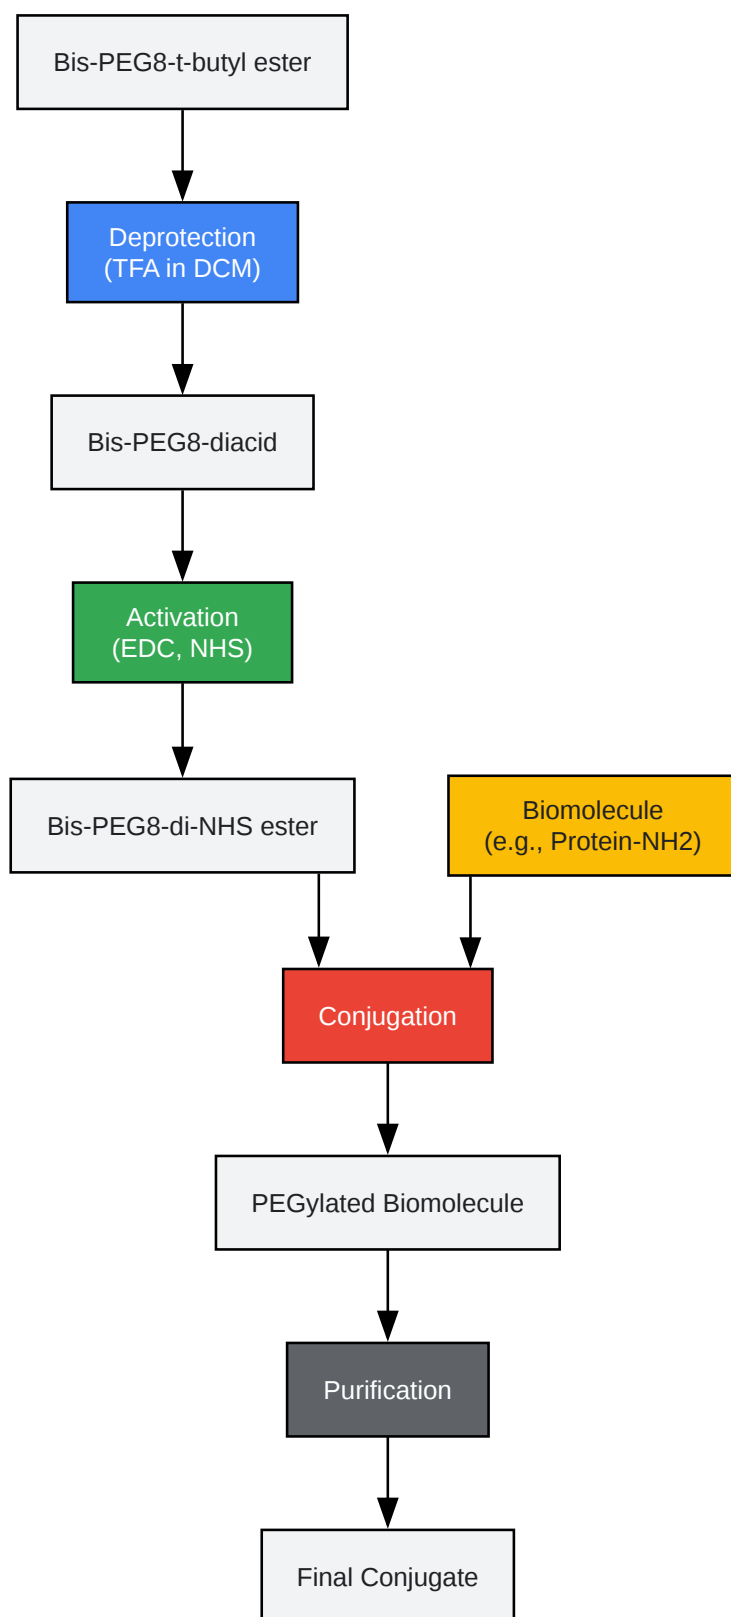 Bis-PEG8-t-butyl ester
Deprotection
(TFA in DCM)
Bis-PEG8-diacid
Activation
(EDC, NHS)
Bis-PEG8-di-NHS ester
Biomolecule
(e.g., Protein-NH2)
Conjugation
PEGylated Biomolecule
Purification
Final Conjugate